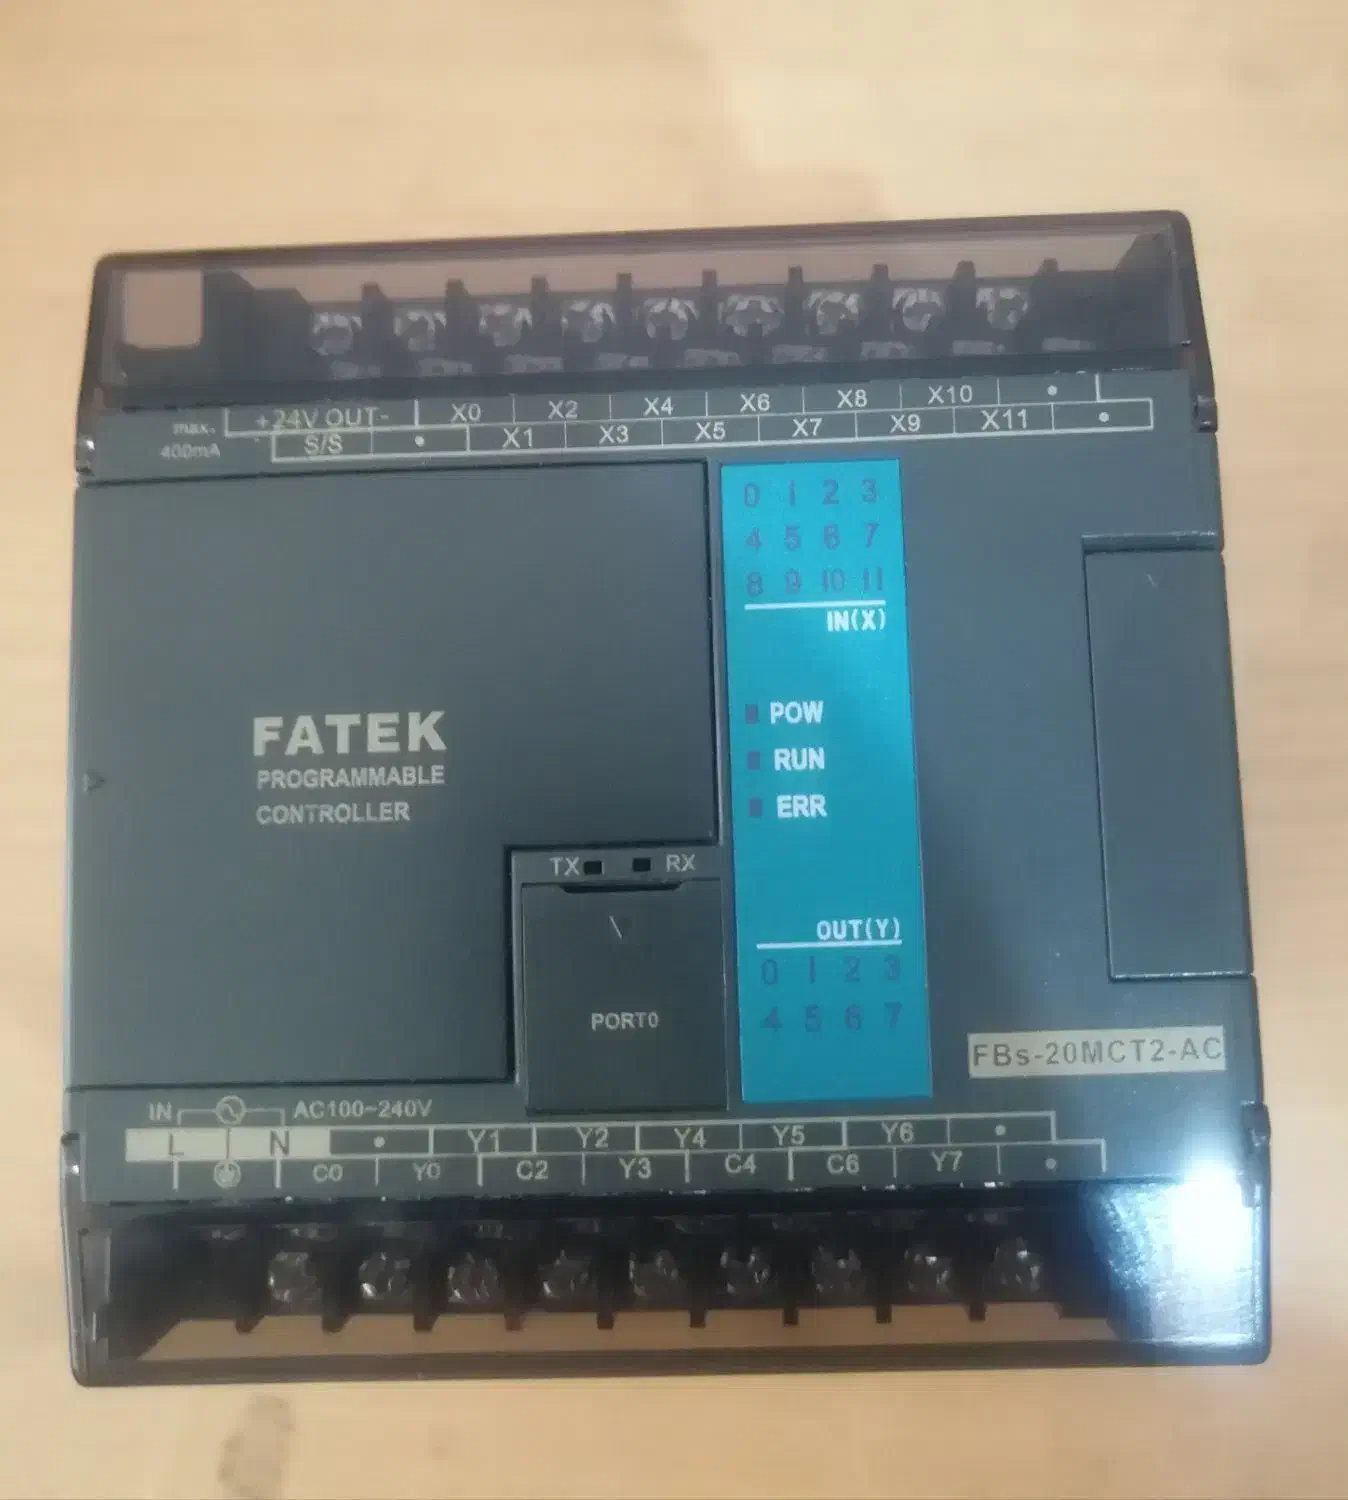 max. +24V OUT- X0 X2 X4 X6 X8 X10
400mA S/S X1 X3 X5 X7 X9 X11
0 1 2 3
4 5 6 7
8 9 10 11
IN(X)
POW
RUN
ERR
FATEK
PROGRAMMABLE
CONTROLLER
TX RX
PORT0
OUT(Y)
0 1 2 3
4 5 6 7
FBs-20MCT2-AC
IN AC100~240V
L N Y1 Y2 Y4 Y5 Y6
C0 Y0 C2 Y3 C4 C6 Y7